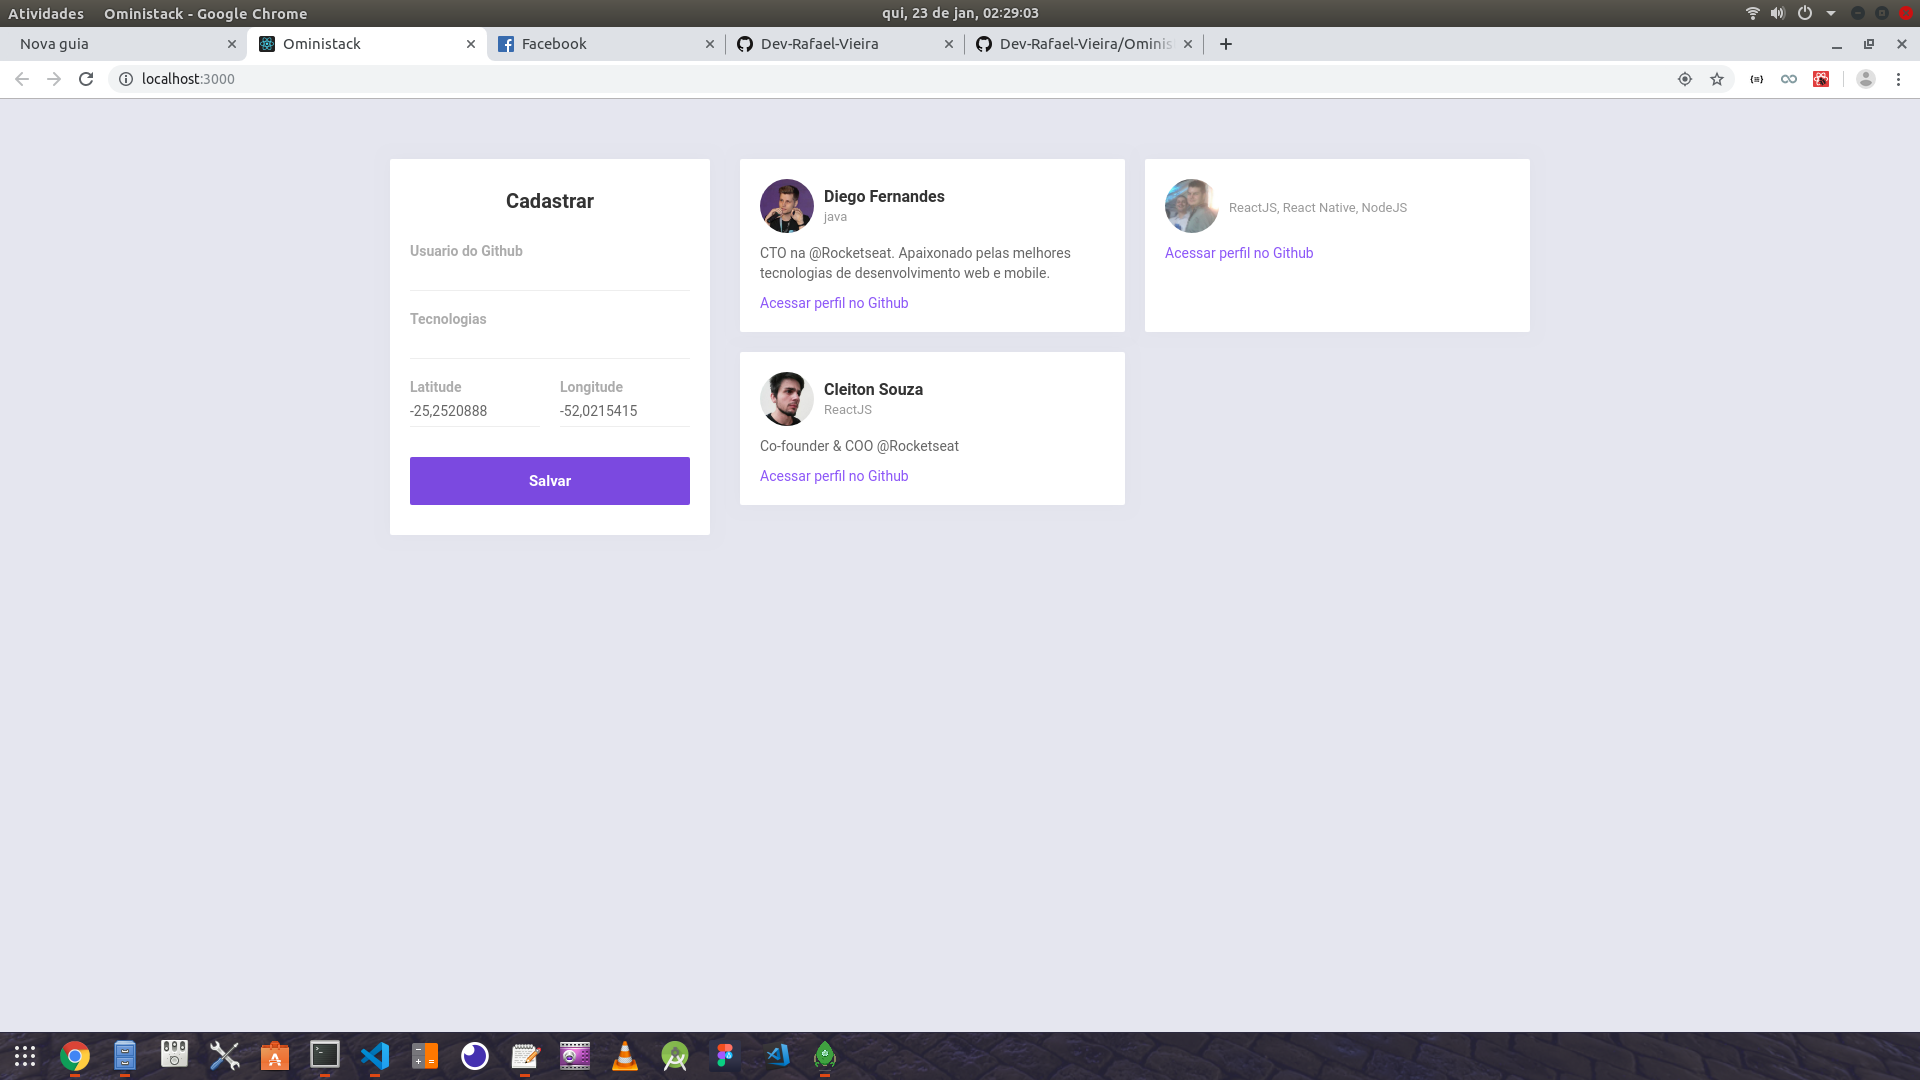 Atividades
Oministack - Google Chrome
qui, 23 de jan, 02:29:03
Nova guia
Oministack
Facebook
Dev-Rafael-Vieira
Dev-Rafael-Vieira/Ominis
localhost:3000
Cadastrar
Usuario do Github
Tecnologias
Latitude
Longitude
-25,2520888
-52,0215415
Salvar
Diego Fernandes
java
CTO na @Rocketseat. Apaixonado pelas melhores
tecnologias de desenvolvimento web e mobile.
Acessar perfil no Github
ReactJS, React Native, NodeJS
Acessar perfil no Github
Cleiton Souza
ReactJS
Co-founder & COO @Rocketseat
Acessar perfil no Github